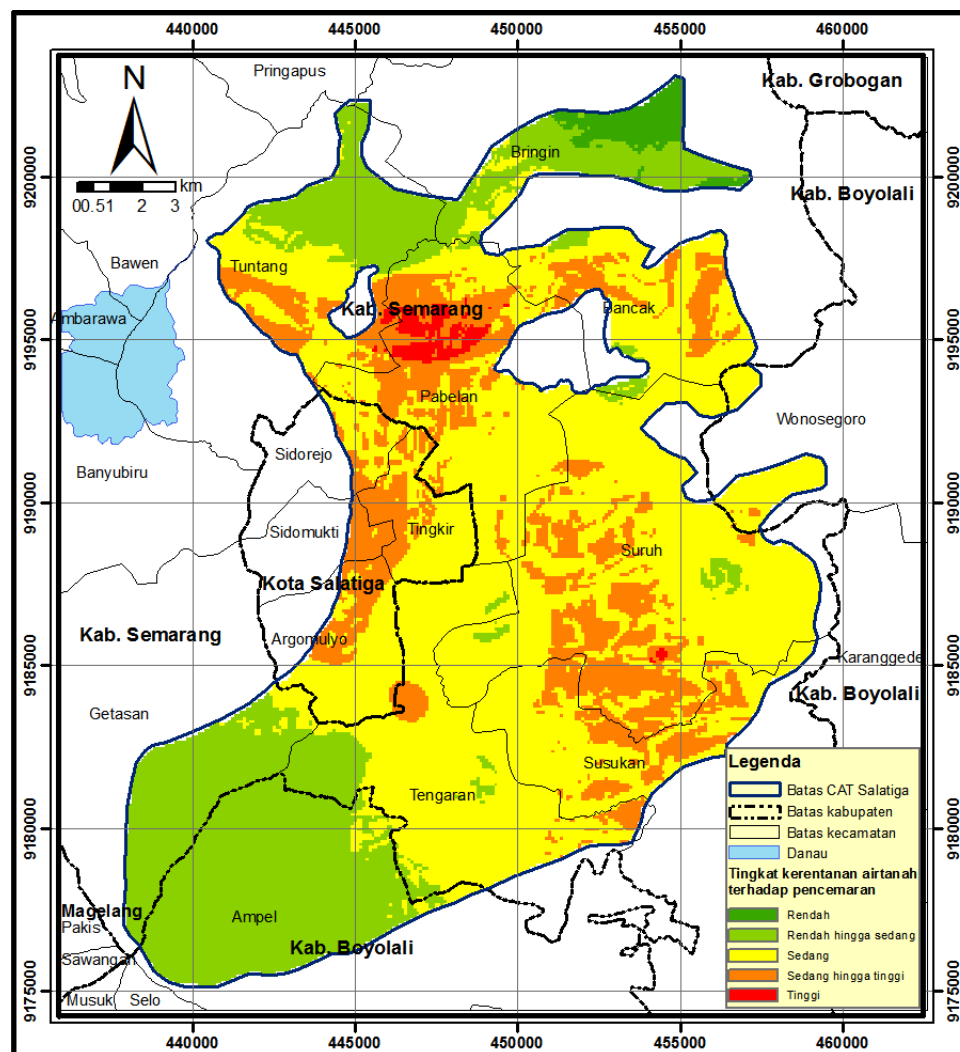 440000 445000 450000 455000 460000
Pringapus
Kab. Grobogan
N
Bringin
9200000
9200000
km
00.51 2 3
Kab. Boyolali
Bawen
Tuntang
Kab. Semarang
Bancak
Ambarawa
9195000
9195000
Pabelan
Wonosegoro
Sidorejo
Banyubiru
9190000
9190000
Sidomukti
Tingkir
Suruh
Kota Salatiga
Kab. Semarang
Argomulyo
Karanggede
9185000
9185000
Kab. Boyolali
Getasan
Susukan
Tengaran
Legenda
Batas CAT Salatiga
Batas kabupaten
Batas kecamatan
Danau
Tingkat kerentanan airtanah
terhadap pencemaran
Rendah
Rendah hingga sedang
Sedang
Sedang hingga tinggi
Tinggi
9180000
9180000
Magelang
Pakis
Ampel
Kab. Boyolali
Sawangan
Musuk
Selo
9175000
9175000
440000 445000 450000 455000 460000